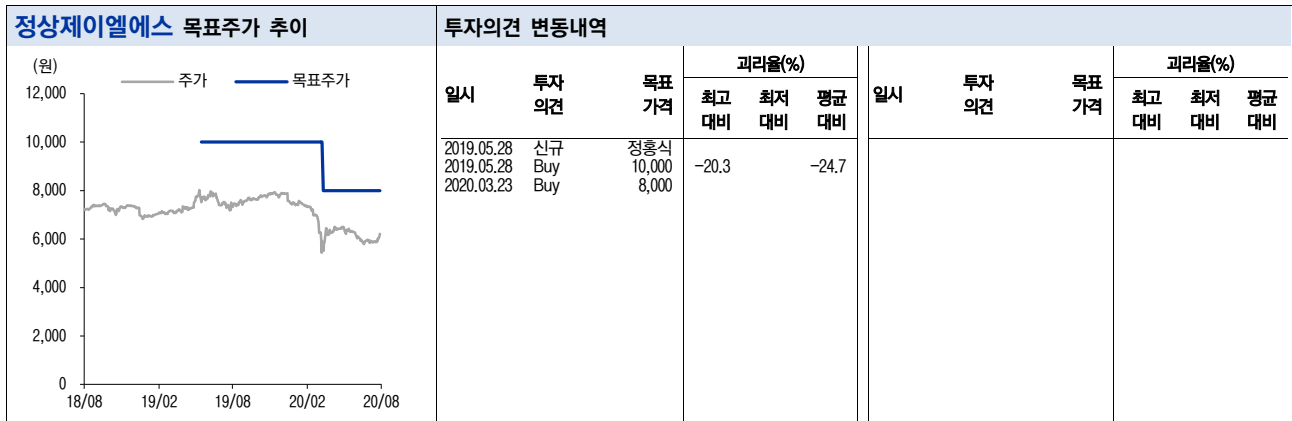 정상제이엘에스 목표주가 추이
(원)
주가 목표주가
12,000
10,000
8,000
6,000
4,000
2,000
0
18/08 19/02 19/08 20/02 20/08
투자의견 변동내역
일시 투자의견 목표가격 괴리율(%)
최고대비 최저대비 평균대비
일시 투자의견 목표가격 괴리율(%)
최고대비 최저대비 평균대비
2019.05.28 신규 정홍식
2019.05.28 Buy 10,000 -20.3 -24.7
2020.03.23 Buy 8,000